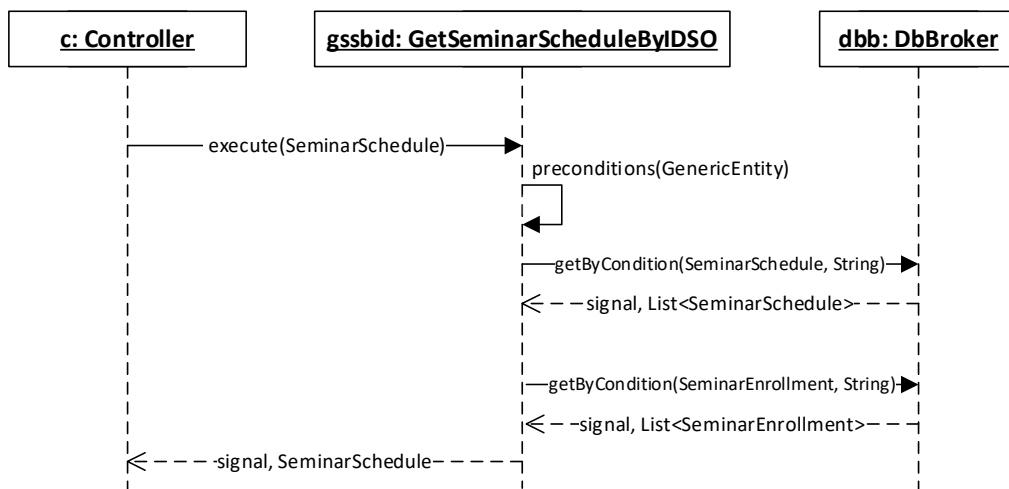 c: Controller
gssbid: GetSeminarScheduleByIDSO
dbb: DbBroker
execute(SeminarSchedule)
preconditions(GenericEntity)
getByCondition(SeminarSchedule, String)
signal, List<SeminarSchedule>
getByCondition(SeminarEnrollment, String)
signal, List<SeminarEnrollment>
signal, SeminarSchedule